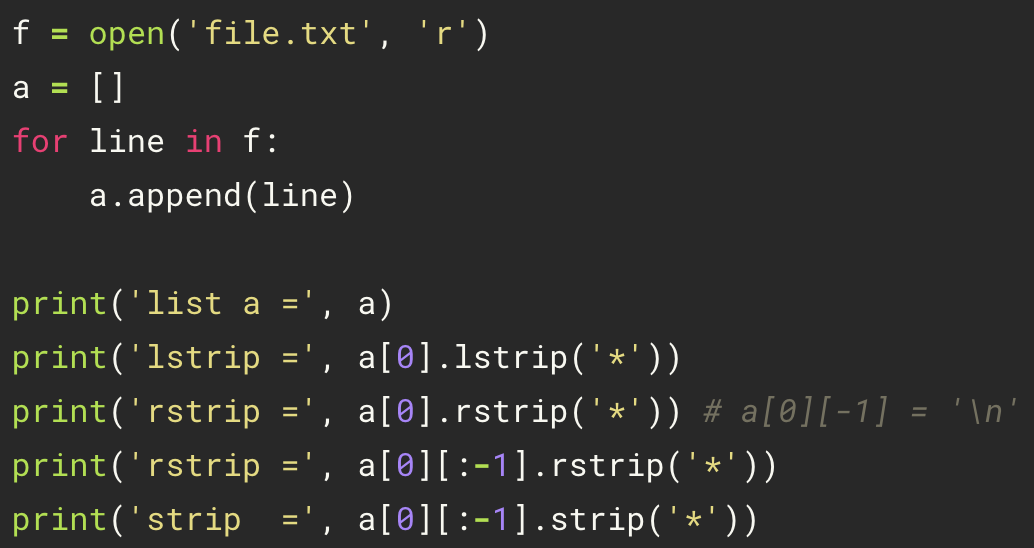 f = open('file.txt', 'r')
a = []
for line in f:
    a.append(line)

print('list a =', a)
print('lstrip =', a[0].lstrip('*'))
print('rstrip =', a[0].rstrip('*')) # a[0][-1] = '\n'
print('rstrip =', a[0][:-1].rstrip('*'))
print('strip  =', a[0][:-1].strip('*'))